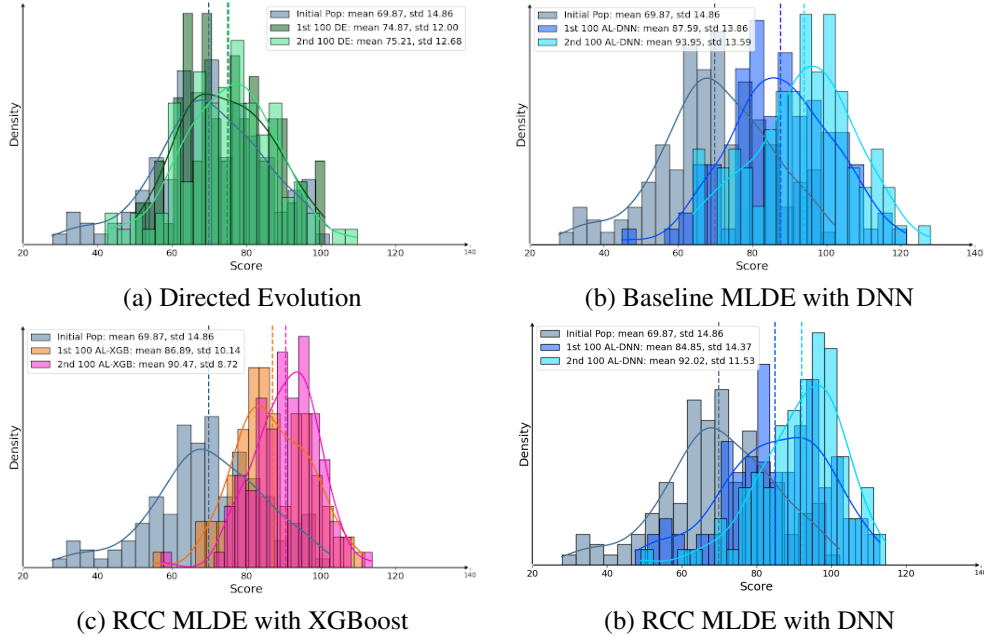 Initial Pop: mean 69.87, std 14.86
1st 100 DE: mean 74.87, std 12.00
2nd 100 DE: mean 75.21, std 12.68
Density
20 40 60 80 100 120 140
Score
(a) Directed Evolution
Initial Pop: mean 69.87, std 14.86
1st 100 AL-DNN: mean 87.59, std 13.86
2nd 100 AL-DNN: mean 93.95, std 13.59
Density
20 40 60 80 100 120 140
Score
(b) Baseline MLDE with DNN
Initial Pop: mean 69.87, std 14.86
1st 100 AL-XGB: mean 86.89, std 10.14
2nd 100 AL-XGB: mean 90.47, std 8.72
Density
20 40 60 80 100 120 140
Score
(c) RCC MLDE with XGBoost
Initial Pop: mean 69.87, std 14.86
1st 100 AL-DNN: mean 84.85, std 14.37
2nd 100 AL-DNN: mean 92.02, std 11.53
Density
20 40 60 80 100 120 140
Score
(b) RCC MLDE with DNN